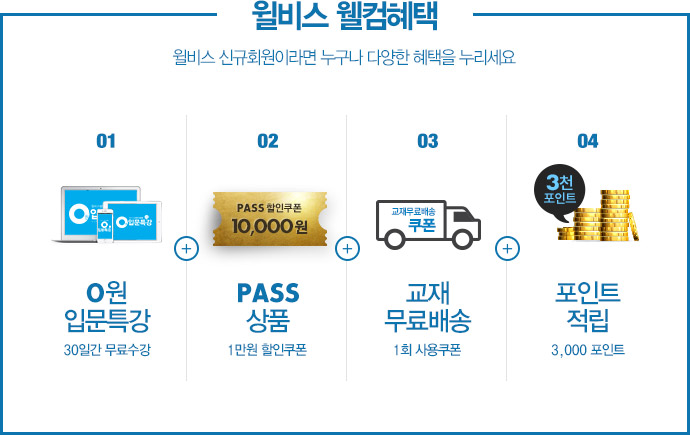 윌비스 웰컴혜택
윌비스 신규회원이라면 누구나 다양한 혜택을 누리세요
01
02
03
04
0입문특강
0입문특강
PASS 할인쿠폰
10,000원
교재무료배송
쿠폰
3천
포인트
0원
입문특강
30일간 무료수강
PASS
상품
1만원 할인쿠폰
교재
무료배송
1회 사용쿠폰
포인트
적립
3,000 포인트